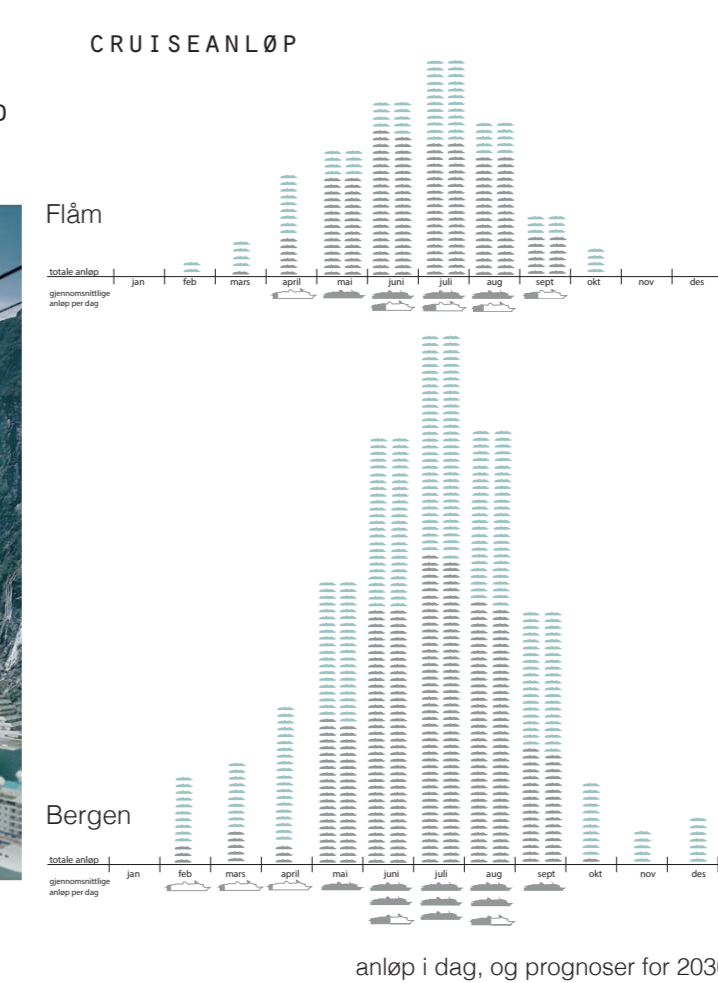 CRUISEANLØP
Flåm
totale anløp
jan feb mars april mai juni juli aug sept okt nov des
gjennomsnittlige
anløp per dag
Bergen
totale anløp
jan feb mars april mai juni juli aug sept okt nov des
gjennomsnittlige
anløp per dag
anløp i dag, og prognoser for 2030